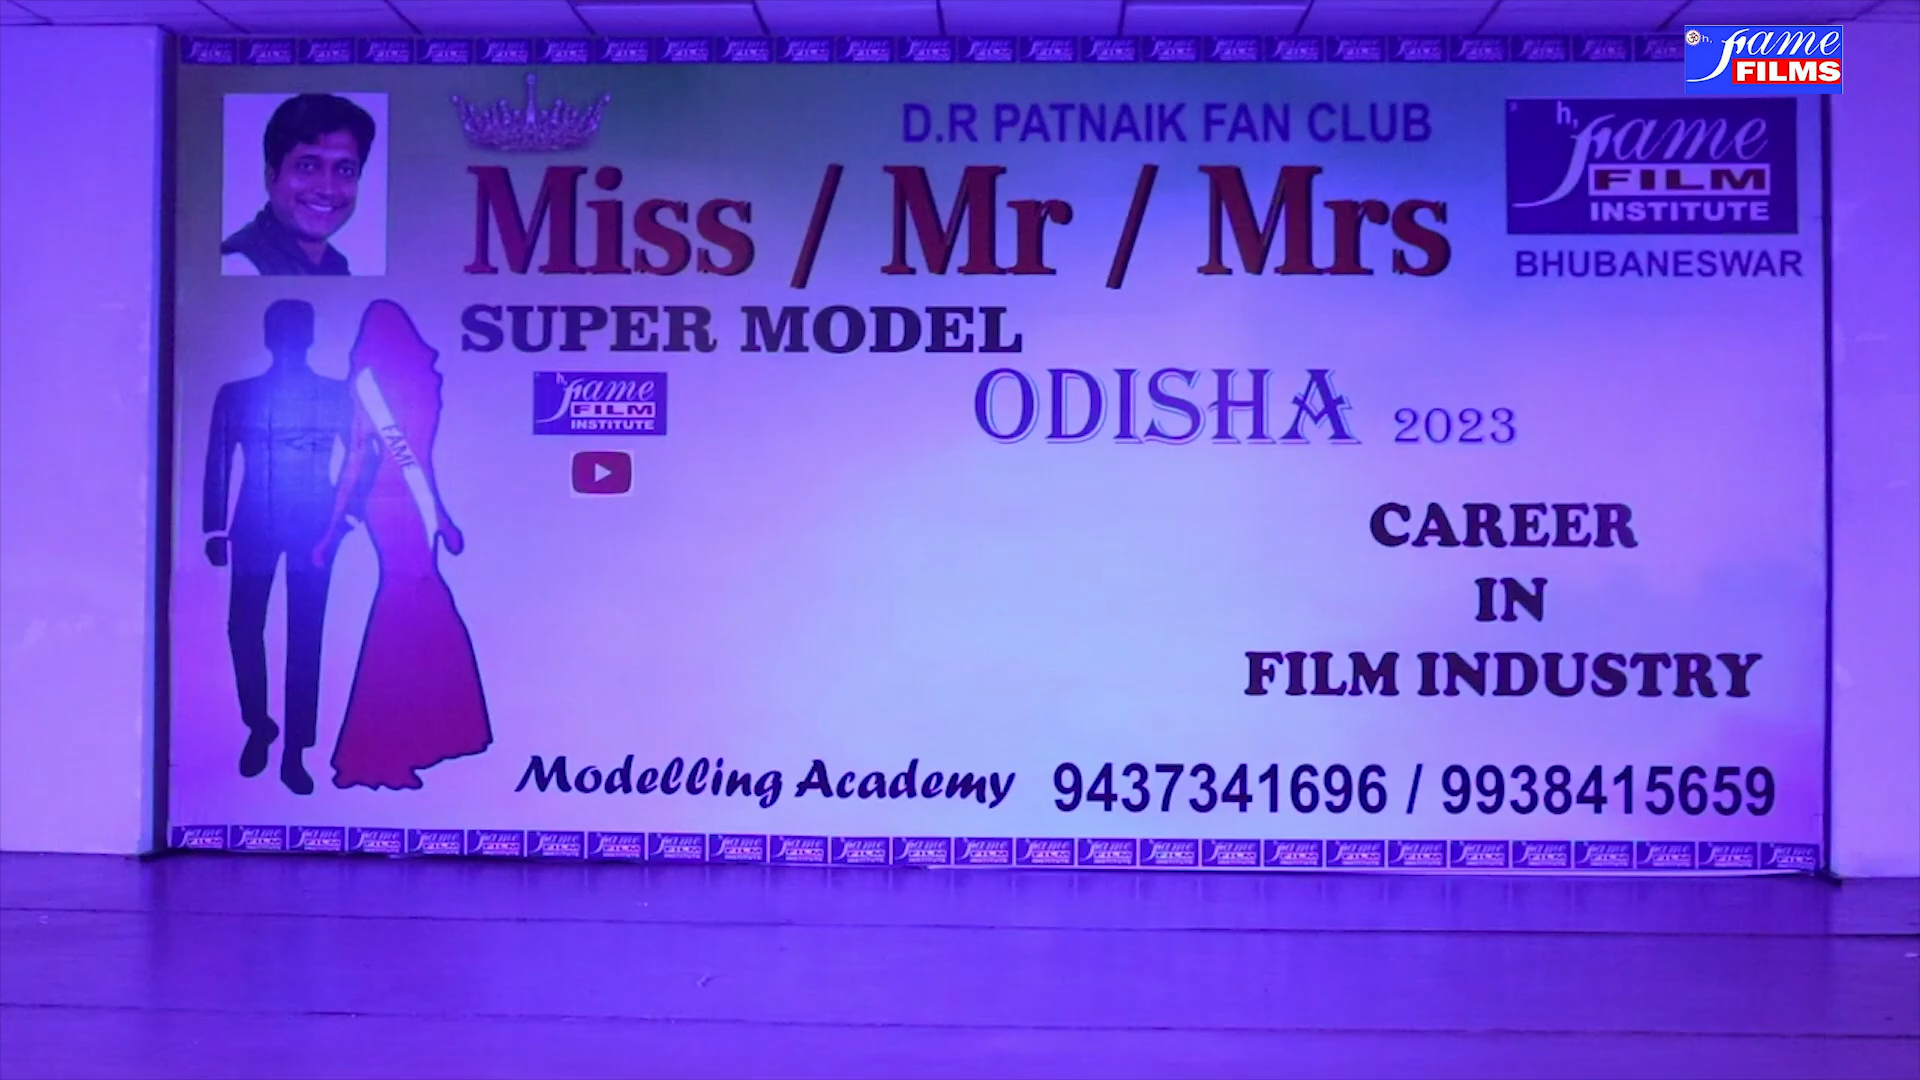 h, fame
FILMS
D.R PATNAIK FAN CLUB
Miss / Mr / Mrs
h, fame
FILM
INSTITUTE
BHUBANESWAR
SUPER MODEL
h, fame
FILM
INSTITUTE
ODISHA 2023
FAME
CAREER
IN
FILM INDUSTRY
Modelling Academy 9437341696 / 9938415659